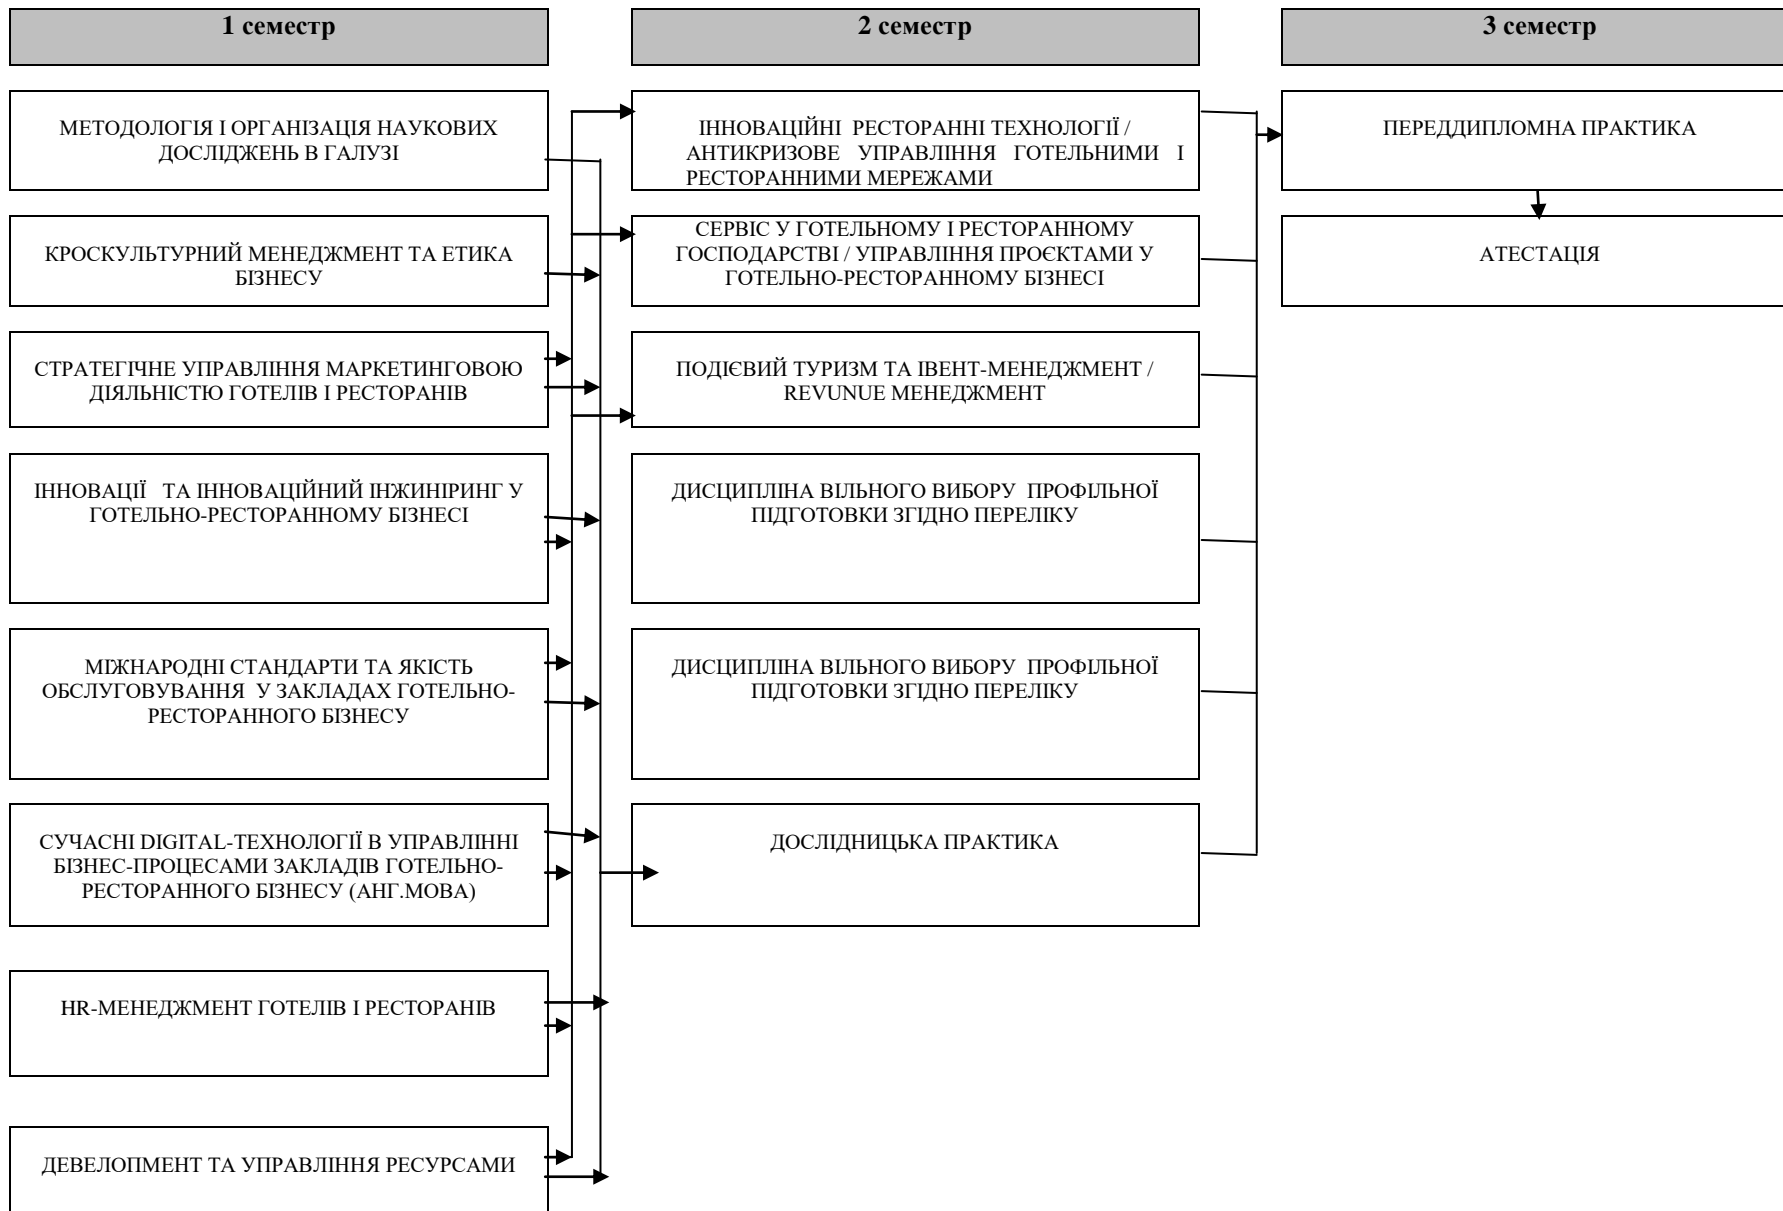 1 семестр
2 семестр
3 семестр
МЕТОДОЛОГІЯ І ОРГАНІЗАЦІЯ НАУКОВИХ
ДОСЛІДЖЕНЬ В ГАЛУЗІ
КРОСКУЛЬТУРНИЙ МЕНЕДЖМЕНТ ТА ЕТИКА
БІЗНЕСУ
СТРАТЕГІЧНЕ УПРАВЛІННЯ МАРКЕТИНГОВОЮ
ДІЯЛЬНІСТЮ ГОТЕЛІВ І РЕСТОРАНІВ
ІННОВАЦІЇ ТА ІННОВАЦІЙНИЙ ІНЖИНІРИНГ У
ГОТЕЛЬНО-РЕСТОРАННОМУ БІЗНЕСІ
МІЖНАРОДНІ СТАНДАРТИ ТА ЯКІСТЬ
ОБСЛУГОВУВАННЯ У ЗАКЛАДАХ ГОТЕЛЬНО-
РЕСТОРАННОГО БІЗНЕСУ
СУЧАСНІ DIGITAL-ТЕХНОЛОГІЇ В УПРАВЛІННІ
БІЗНЕС-ПРОЦЕСАМИ ЗАКЛАДІВ ГОТЕЛЬНО-
РЕСТОРАННОГО БІЗНЕСУ (АНГ.МОВА)
HR-МЕНЕДЖМЕНТ ГОТЕЛІВ І РЕСТОРАНІВ
ДЕВЕЛОПМЕНТ ТА УПРАВЛІННЯ РЕСУРСАМИ
ІННОВАЦІЙНІ РЕСТОРАННІ ТЕХНОЛОГІЇ /
АНТИКРИЗОВЕ УПРАВЛІННЯ ГОТЕЛЬНИМИ І
РЕСТОРАННИМИ МЕРЕЖАМИ
СЕРВІС У ГОТЕЛЬНОМУ І РЕСТОРАННОМУ
ГОСПОДАРСТВІ / УПРАВЛІННЯ ПРОЄКТАМИ У
ГОТЕЛЬНО-РЕСТОРАННОМУ БІЗНЕСІ
ПОДІЄВИЙ ТУРИЗМ ТА ІВЕНТ-МЕНЕДЖМЕНТ /
REVUNUE МЕНЕДЖМЕНТ
ДИСЦИПЛІНА ВІЛЬНОГО ВИБОРУ ПРОФІЛЬНОЇ
ПІДГОТОВКИ ЗГІДНО ПЕРЕЛІКУ
ДИСЦИПЛІНА ВІЛЬНОГО ВИБОРУ ПРОФІЛЬНОЇ
ПІДГОТОВКИ ЗГІДНО ПЕРЕЛІКУ
ДОСЛІДНИЦЬКА ПРАКТИКА
ПЕРЕДДИПЛОМНА ПРАКТИКА
АТЕСТАЦІЯ